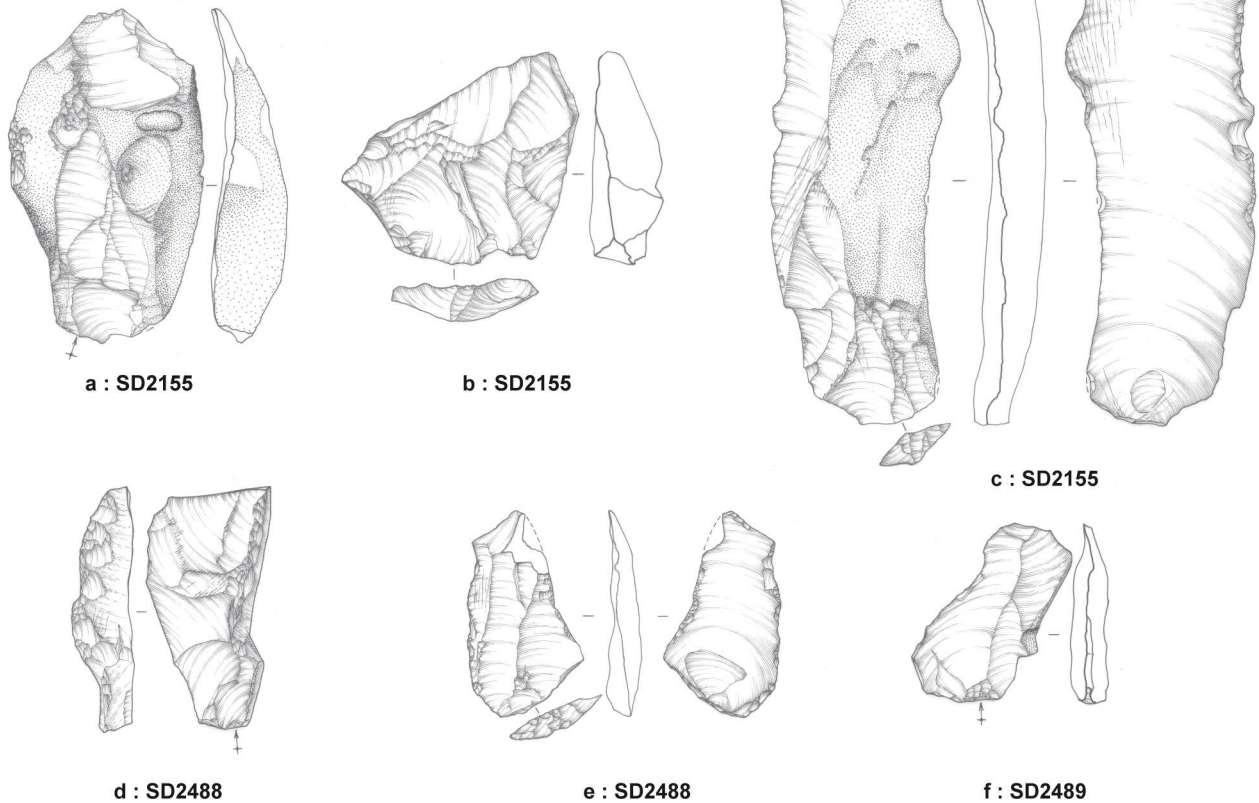 a : SD2155
b : SD2155
c : SD2155
d : SD2488
e : SD2488
f : SD2489